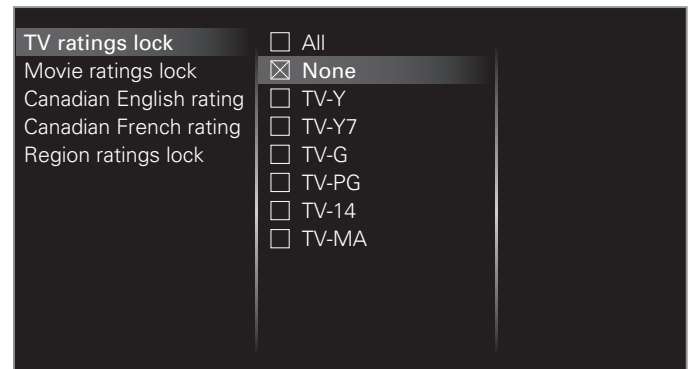 TV ratings lock
Movie ratings lock
Canadian English rating
Canadian French rating
Region ratings lock
All
None
TV-Y
TV-Y7
TV-G
TV-PG
TV-14
TV-MA